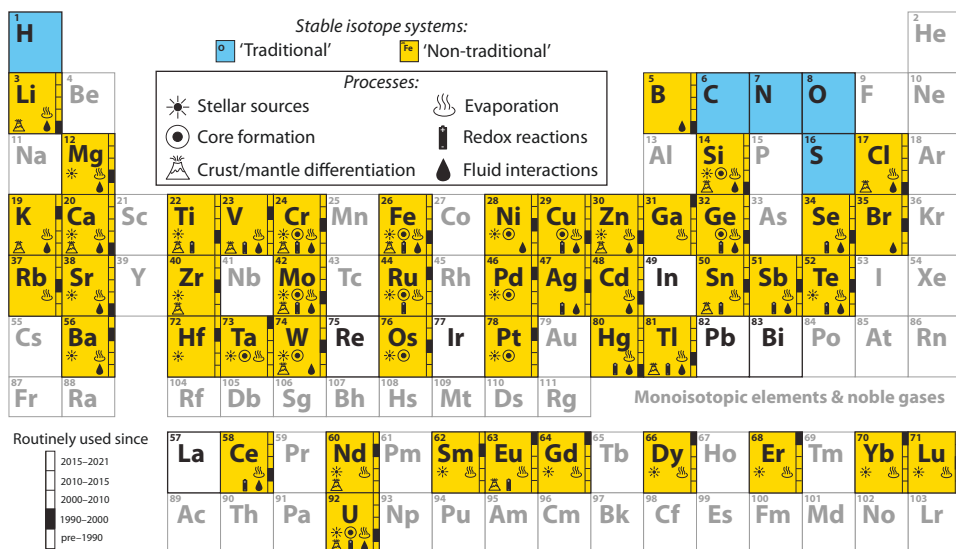 Stable isotope systems:
O 'Traditional' Fe 'Non-traditional'
Processes:
Stellar sources Evaporation
Core formation Redox reactions
Crust/mantle differentiation Fluid interactions
1 H 2 He
3 Li 4 Be 5 B 6 C 7 N 8 O 9 F 10 Ne
11 Na 12 Mg 13 Al 14 Si 15 P 16 S 17 Cl 18 Ar
19 K 20 Ca 21 Sc 22 Ti 23 V 24 Cr 25 Mn 26 Fe 27 Co 28 Ni 29 Cu 30 Zn 31 Ga 32 Ge 33 As 34 Se 35 Br 36 Kr
37 Rb 38 Sr 39 Y 40 Zr 41 Nb 42 Mo 43 Tc 44 Ru 45 Rh 46 Pd 47 Ag 48 Cd 49 In 50 Sn 51 Sb 52 Te 53 I 54 Xe
55 Cs 56 Ba 72 Hf 73 Ta 74 W 75 Re 76 Os 77 Ir 78 Pt 79 Au 80 Hg 81 Tl 82 Pb 83 Bi 84 Po 85 At 86 Rn
87 Fr 88 Ra 104 Rf 105 Db 106 Sg 107 Bh 108 Hs 109 Mt 110 Ds 111 Rg Monoisotopic elements & noble gases
Routinely used since
2015–2021
2010–2015
2000–2010
1990–2000
pre–1990
57 La 58 Ce 59 Pr 60 Nd 61 Pm 62 Sm 63 Eu 64 Gd 65 Tb 66 Dy 67 Ho 68 Er 69 Tm 70 Yb 71 Lu
89 Ac 90 Th 91 Pa 92 U 93 Np 94 Pu 95 Am 96 Cm 97 Bk 98 Cf 99 Es 100 Fm 101 Md 102 No 103 Lr